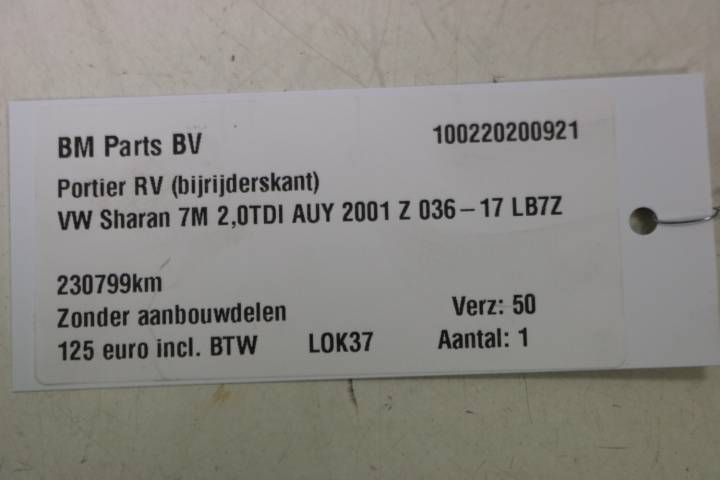 BM Parts BV 100220200921
Portier RV (bijrijderskant)
VW Sharan 7M 2,0TDI AUY 2001 Z 036-17 LB7Z
230799km
Zonder aanbouwdelen Verz: 50
125 euro incl. BTW LOK37 Aantal: 1